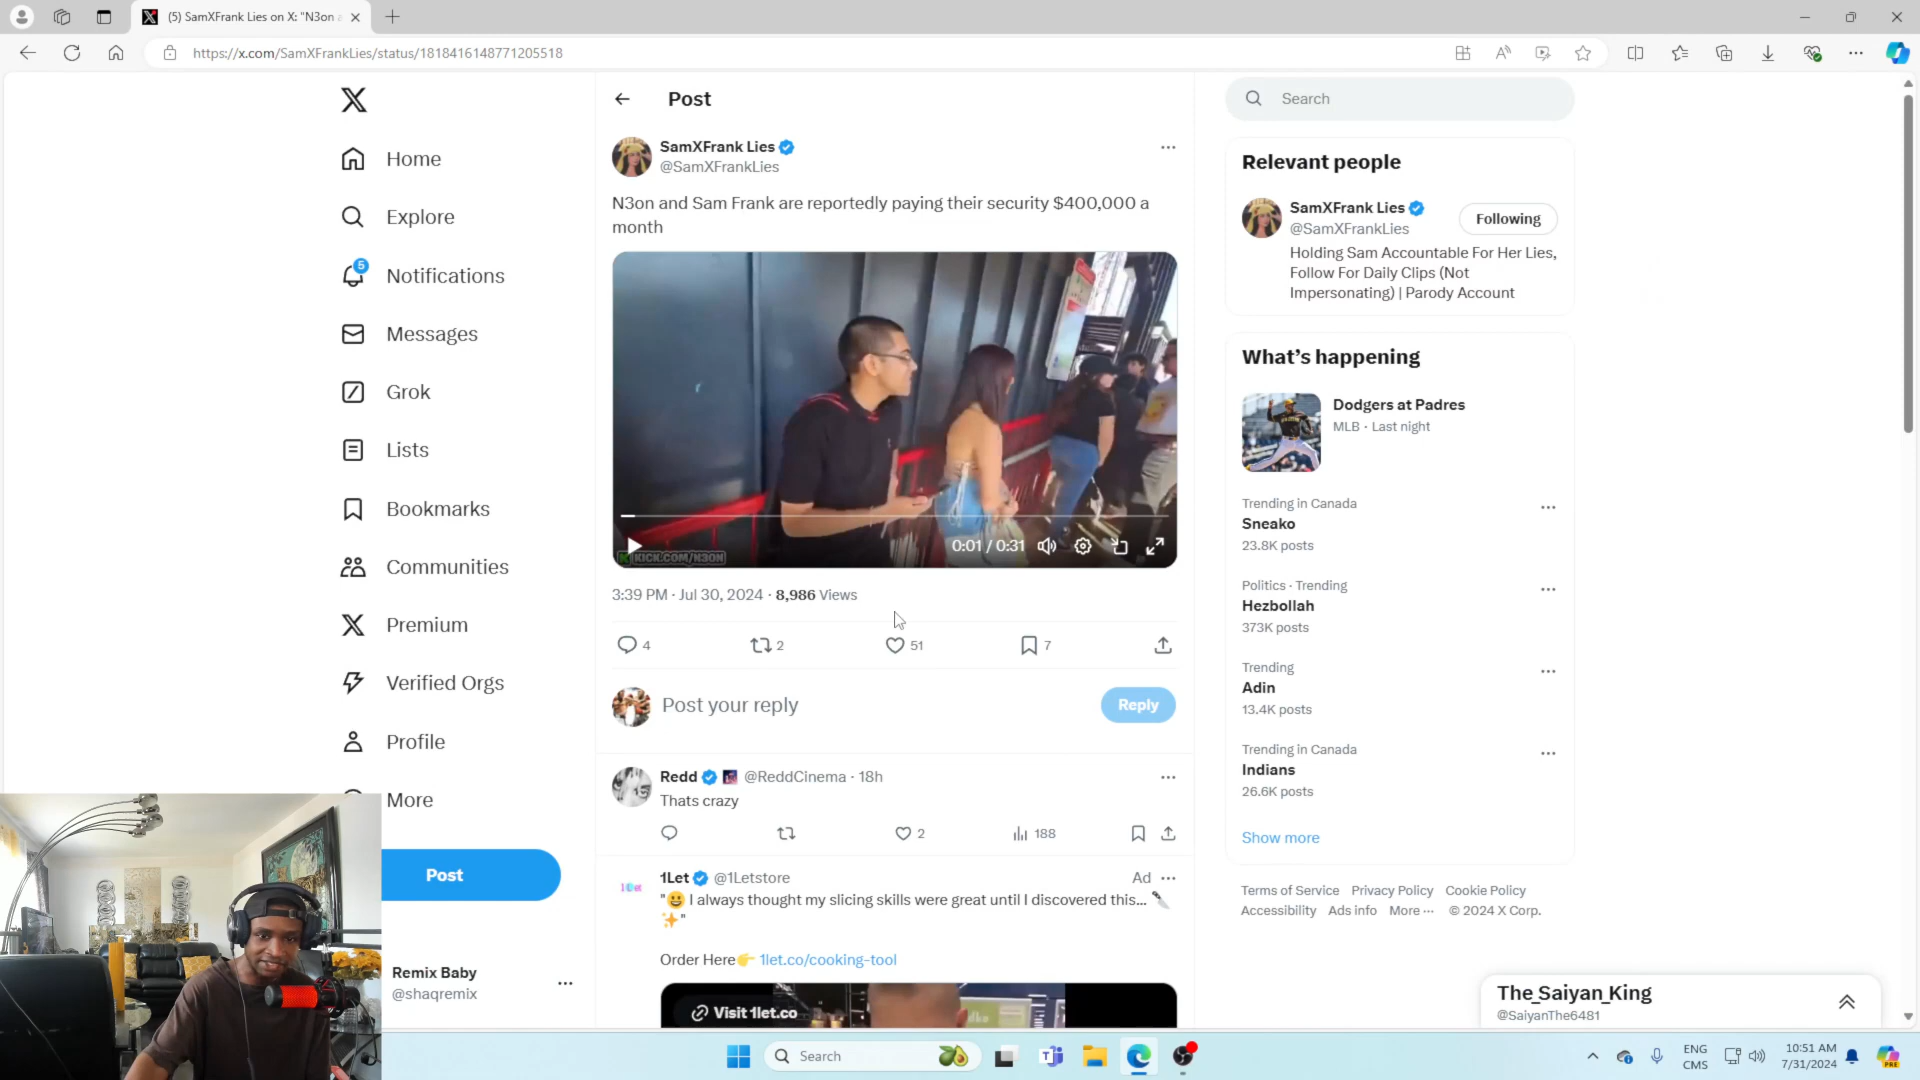 (5) SamXFrank Lies on X: "N3on a
https://x.com/SamXFrankLies/status/1818416148771205518
Home
Explore
5
Notifications
Messages
Grok
Lists
Bookmarks
Communities
Premium
Verified Orgs
Profile
More
Post
Remix Baby
@shaqremix
Post
SamXFrank Lies
@SamXFrankLies
N3on and Sam Frank are reportedly paying their security $400,000 a
month
0:01 / 0:31
KICK.COM/N3ON
3:39 PM · Jul 30, 2024 · 8,986 Views
4
2
51
7
Post your reply
Reply
Redd @ReddCinema · 18h
Thats crazy
2
188
1Let @1Letstore
Ad
"😀 I always thought my slicing skills were great until I discovered this... 🔪
✨"
Order Here👉 1let.co/cooking-tool
Visit 1let.co
Search
Relevant people
SamXFrank Lies
@SamXFrankLies
Following
Holding Sam Accountable For Her Lies,
Follow For Daily Clips (Not
Impersonating) | Parody Account
What's happening
Dodgers at Padres
MLB · Last night
Trending in Canada
Sneako
23.8K posts
Politics · Trending
Hezbollah
373K posts
Trending
Adin
13.4K posts
Trending in Canada
Indians
26.6K posts
Show more
Terms of Service Privacy Policy Cookie Policy
Accessibility Ads info More ··· © 2024 X Corp.
The_Saiyan_King
@SaiyanThe6481
Search
ENG
CMS
10:51 AM
7/31/2024